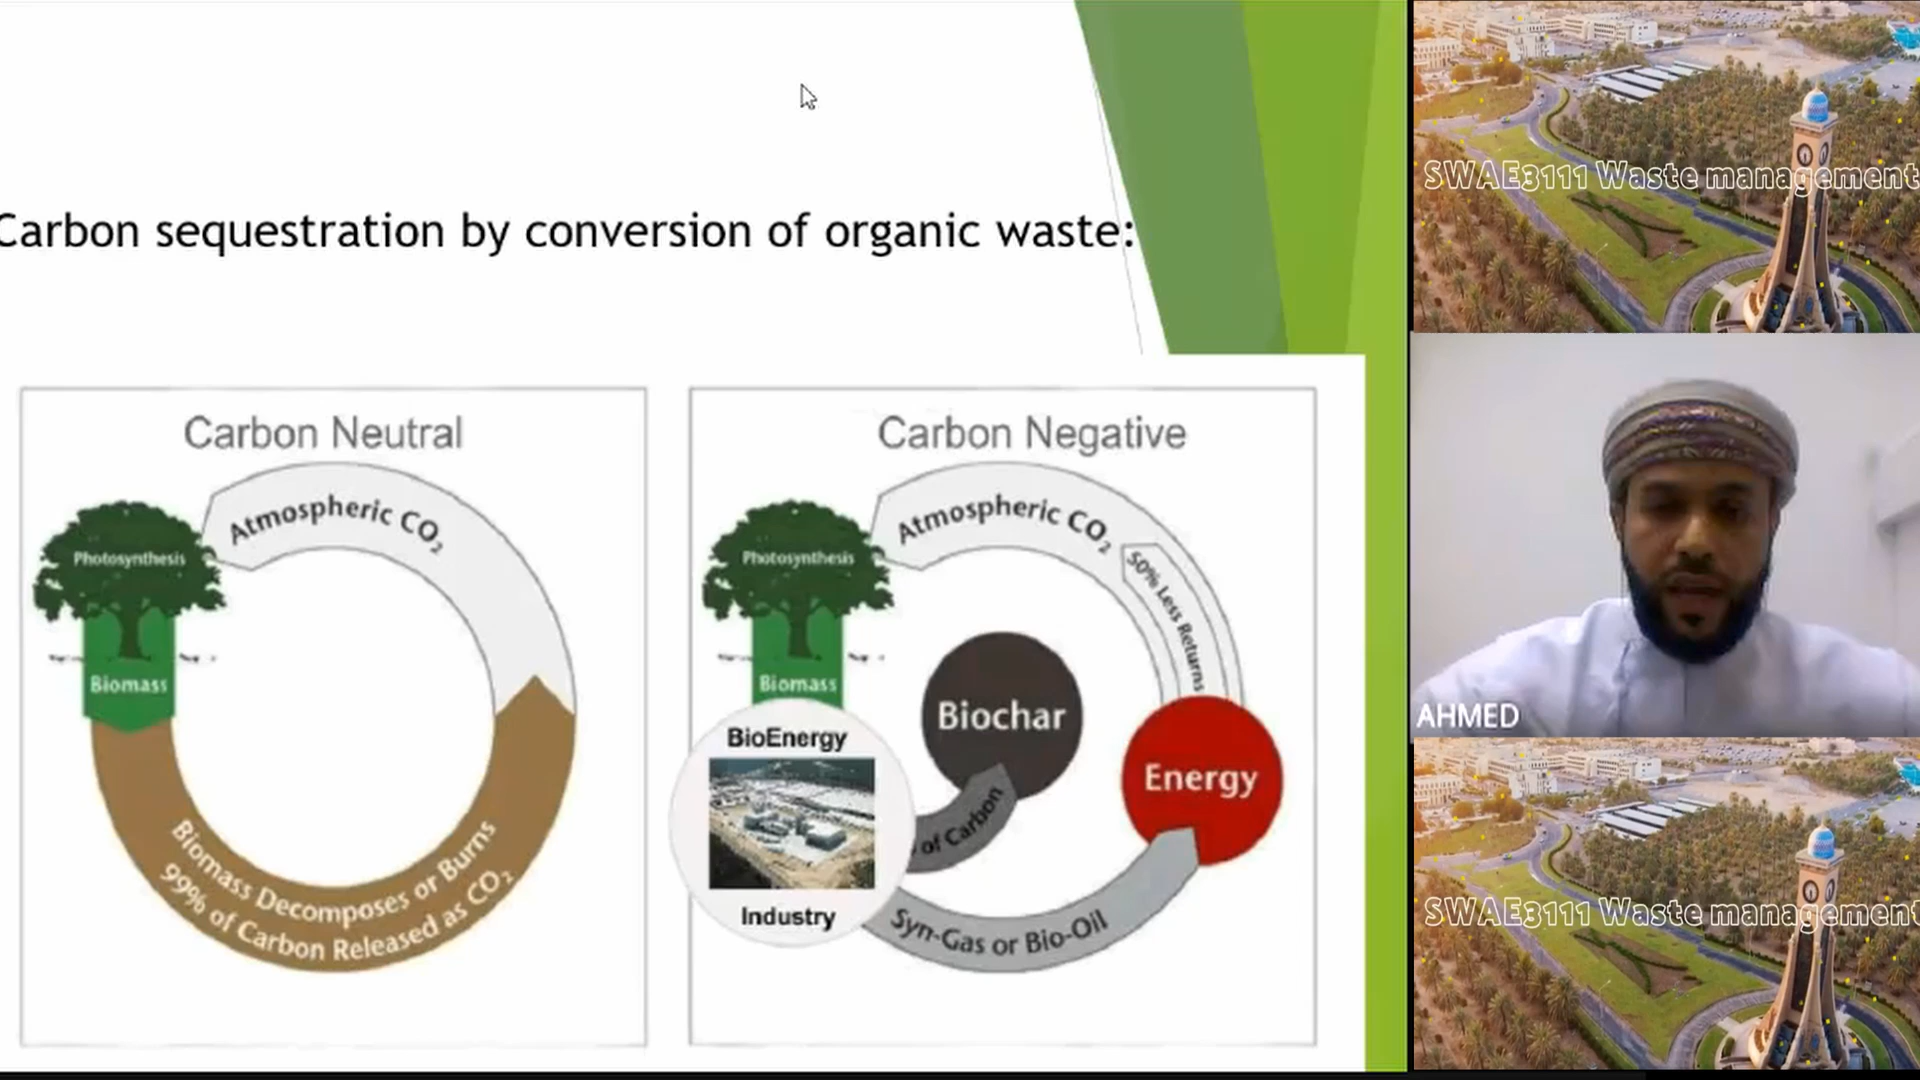 Carbon sequestration by conversion of organic waste:
Carbon Neutral
Atmospheric CO₂
Photosynthesis
Biomass
Biomass Decomposes or Burns
99% of Carbon Released as CO₂
Carbon Negative
Atmospheric CO₂
50% Less Returns
Photosynthesis
Biomass
BioEnergy
Industry
Biochar
of Carbon
Energy
Syn-Gas or Bio-Oil
SWAE3111 Waste management
AHMED
SWAE3111 Waste management